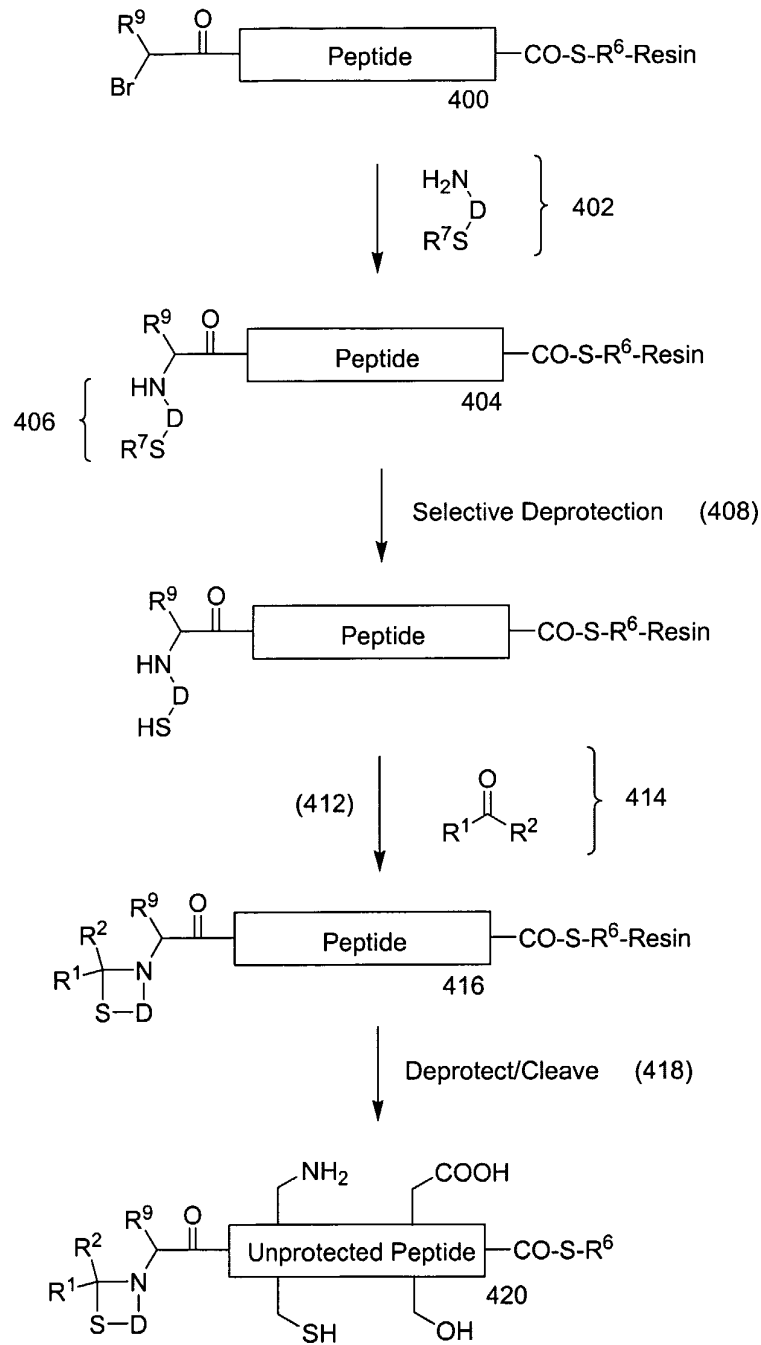 R⁹ O
Br Peptide CO-S-R⁶-Resin
400
H₂N
D 402
R⁷S
R⁹ O
Peptide CO-S-R⁶-Resin
404
HN
406 D
R⁷S
Selective Deprotection (408)
R⁹ O
Peptide CO-S-R⁶-Resin
HN
D
HS
(412) O 414
R¹ R²
R⁹ O
R² Peptide CO-S-R⁶-Resin
R¹ N 416
S D
Deprotect/Cleave (418)
NH₂ COOH
R⁹ O
R² Unprotected Peptide CO-S-R⁶
R¹ N 420
S D
SH OH